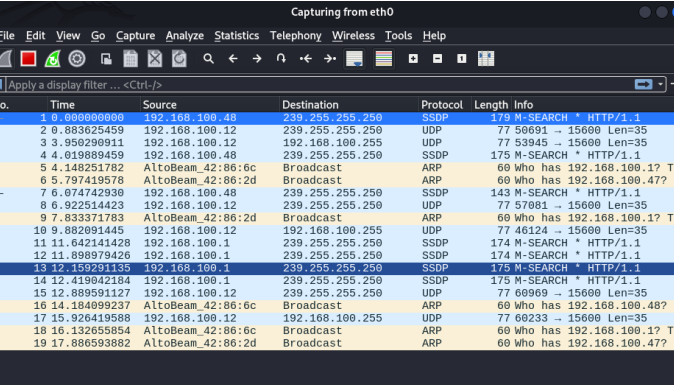 Capturing from eth0
File Edit View Go Capture Analyze Statistics Telephony Wireless Tools Help
Apply a display filter ... <Ctrl-/>
o. Time Source Destination Protocol Length Info
1 0.000000000 192.168.100.48 239.255.255.250 SSDP 179 M-SEARCH * HTTP/1.1
2 0.883625459 192.168.100.12 239.255.255.250 UDP 77 50691 → 15600 Len=35
3 3.950290911 192.168.100.12 192.168.100.255 UDP 77 53945 → 15600 Len=35
4 4.019889459 192.168.100.48 239.255.255.250 SSDP 175 M-SEARCH * HTTP/1.1
5 4.148251782 AltoBeam_42:86:6c Broadcast ARP 60 Who has 192.168.100.1? T
6 5.797419578 AltoBeam_42:86:2d Broadcast ARP 60 Who has 192.168.100.47?
7 6.074742930 192.168.100.48 239.255.255.250 SSDP 143 M-SEARCH * HTTP/1.1
8 6.922514423 192.168.100.12 239.255.255.250 UDP 77 57081 → 15600 Len=35
9 7.833371783 AltoBeam_42:86:2d Broadcast ARP 60 Who has 192.168.100.1? T
10 9.882091445 192.168.100.12 192.168.100.255 UDP 77 46124 → 15600 Len=35
11 11.642141428 192.168.100.1 239.255.255.250 SSDP 174 M-SEARCH * HTTP/1.1
12 11.898979426 192.168.100.1 239.255.255.250 SSDP 174 M-SEARCH * HTTP/1.1
13 12.159291135 192.168.100.1 239.255.255.250 SSDP 175 M-SEARCH * HTTP/1.1
14 12.419042184 192.168.100.1 239.255.255.250 SSDP 175 M-SEARCH * HTTP/1.1
15 12.889591127 192.168.100.12 239.255.255.250 UDP 77 60969 → 15600 Len=35
16 14.184099237 AltoBeam_42:86:6c Broadcast ARP 60 Who has 192.168.100.48?
17 15.926419588 192.168.100.12 192.168.100.255 UDP 77 60233 → 15600 Len=35
18 16.132655854 AltoBeam_42:86:6c Broadcast ARP 60 Who has 192.168.100.1? T
19 17.886593882 AltoBeam_42:86:2d Broadcast ARP 60 Who has 192.168.100.47?